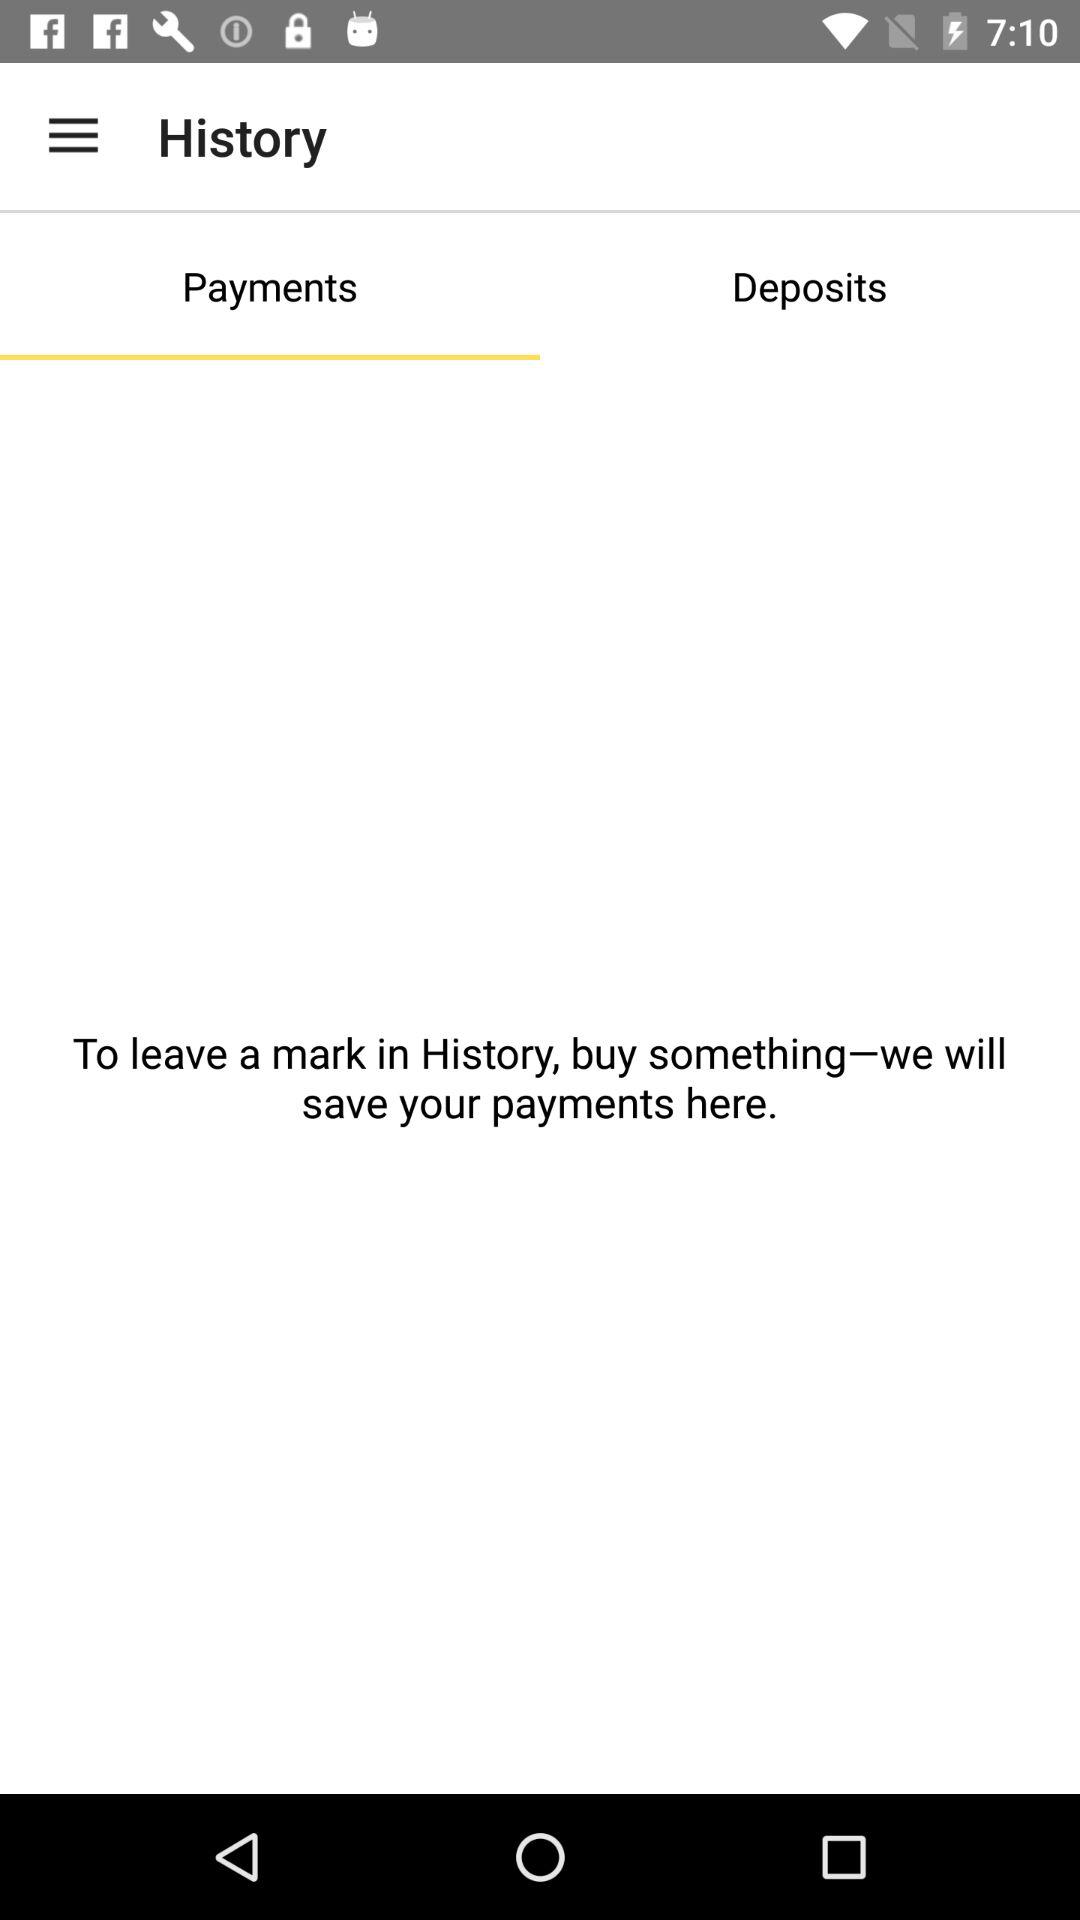 7:10
History
Payments
Deposits
To leave a mark in History, buy something—we will
save your payments here.